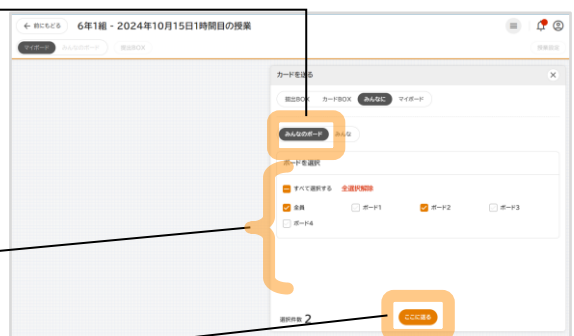 ← 前にもどる 6年1組 - 2024年10月15日1時間目の授業
マイボード みんなのボード 提出BOX 授業設定
カードを送る ×
提出BOX カードBOX みんなに マイボード
みんなのボード みんな
ボードを選択
すべて選択する 全選択解除
全員 ボード1 ボード2 ボード3
ボード4
選択件数 2 ここに送る